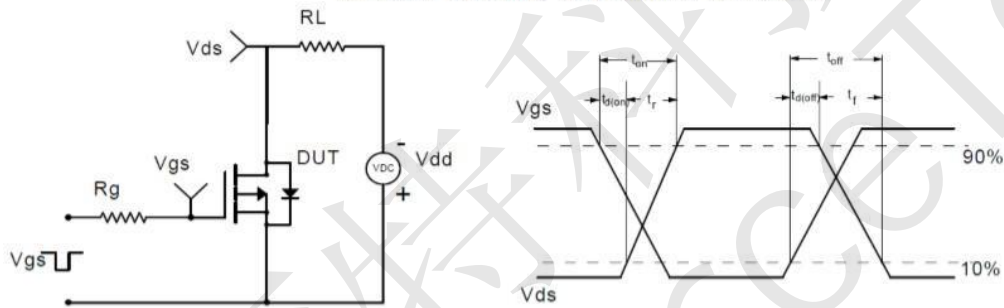 RL
Vds
Vgs
DUT
Rg
VDC
-
Vdd
+
Vgs
ton
toff
td(on)
tr
td(off)
tf
Vgs
90%
10%
Vds